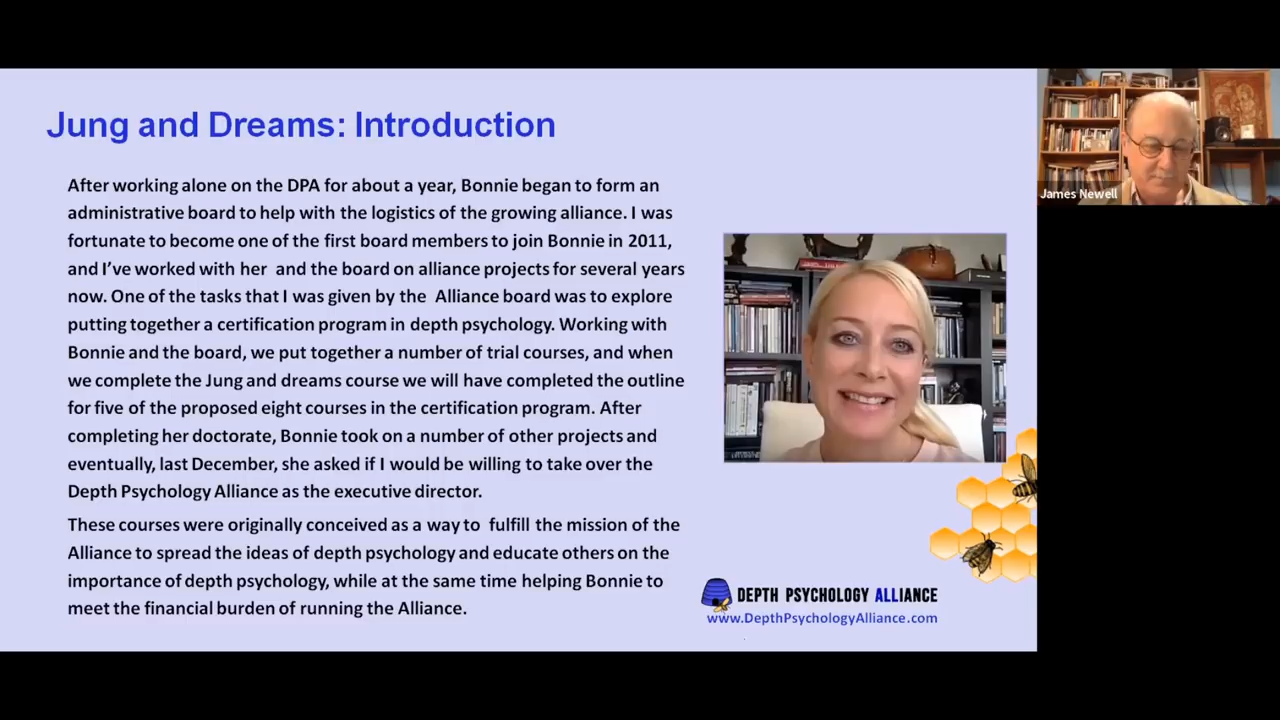 Jung and Dreams: Introduction
After working alone on the DPA for about a year, Bonnie began to form an
administrative board to help with the logistics of the growing alliance. I was
fortunate to become one of the first board members to join Bonnie in 2011,
and I've worked with her and the board on alliance projects for several years
now. One of the tasks that I was given by the Alliance board was to explore
putting together a certification program in depth psychology. Working with
Bonnie and the board, we put together a number of trial courses, and when
we complete the Jung and dreams course we will have completed the outline
for five of the proposed eight courses in the certification program. After
completing her doctorate, Bonnie took on a number of other projects and
eventually, last December, she asked if I would be willing to take over the
Depth Psychology Alliance as the executive director.
These courses were originally conceived as a way to fulfill the mission of the
Alliance to spread the ideas of depth psychology and educate others on the
importance of depth psychology, while at the same time helping Bonnie to
meet the financial burden of running the Alliance.
DEPTH PSYCHOLOGY ALLIANCE
www.DepthPsychologyAlliance.com
James Newell